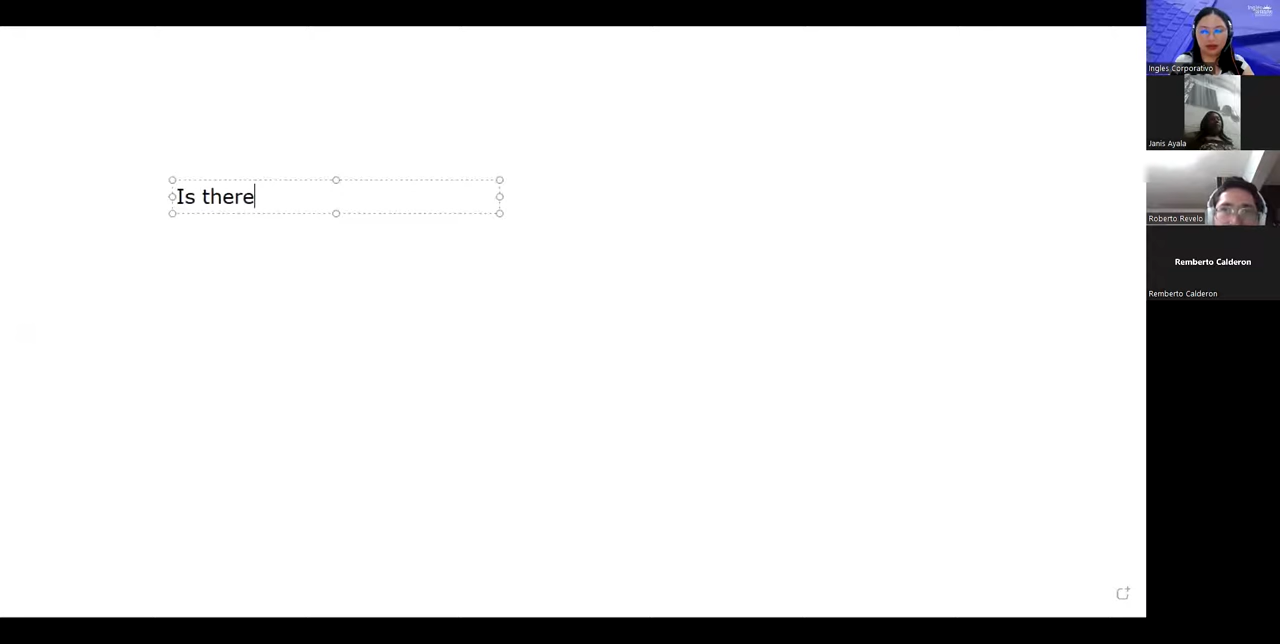 Is there
Ingles Corporativo
Janis Ayala
Roberto Revelo
Remberto Calderon
Remberto Calderon